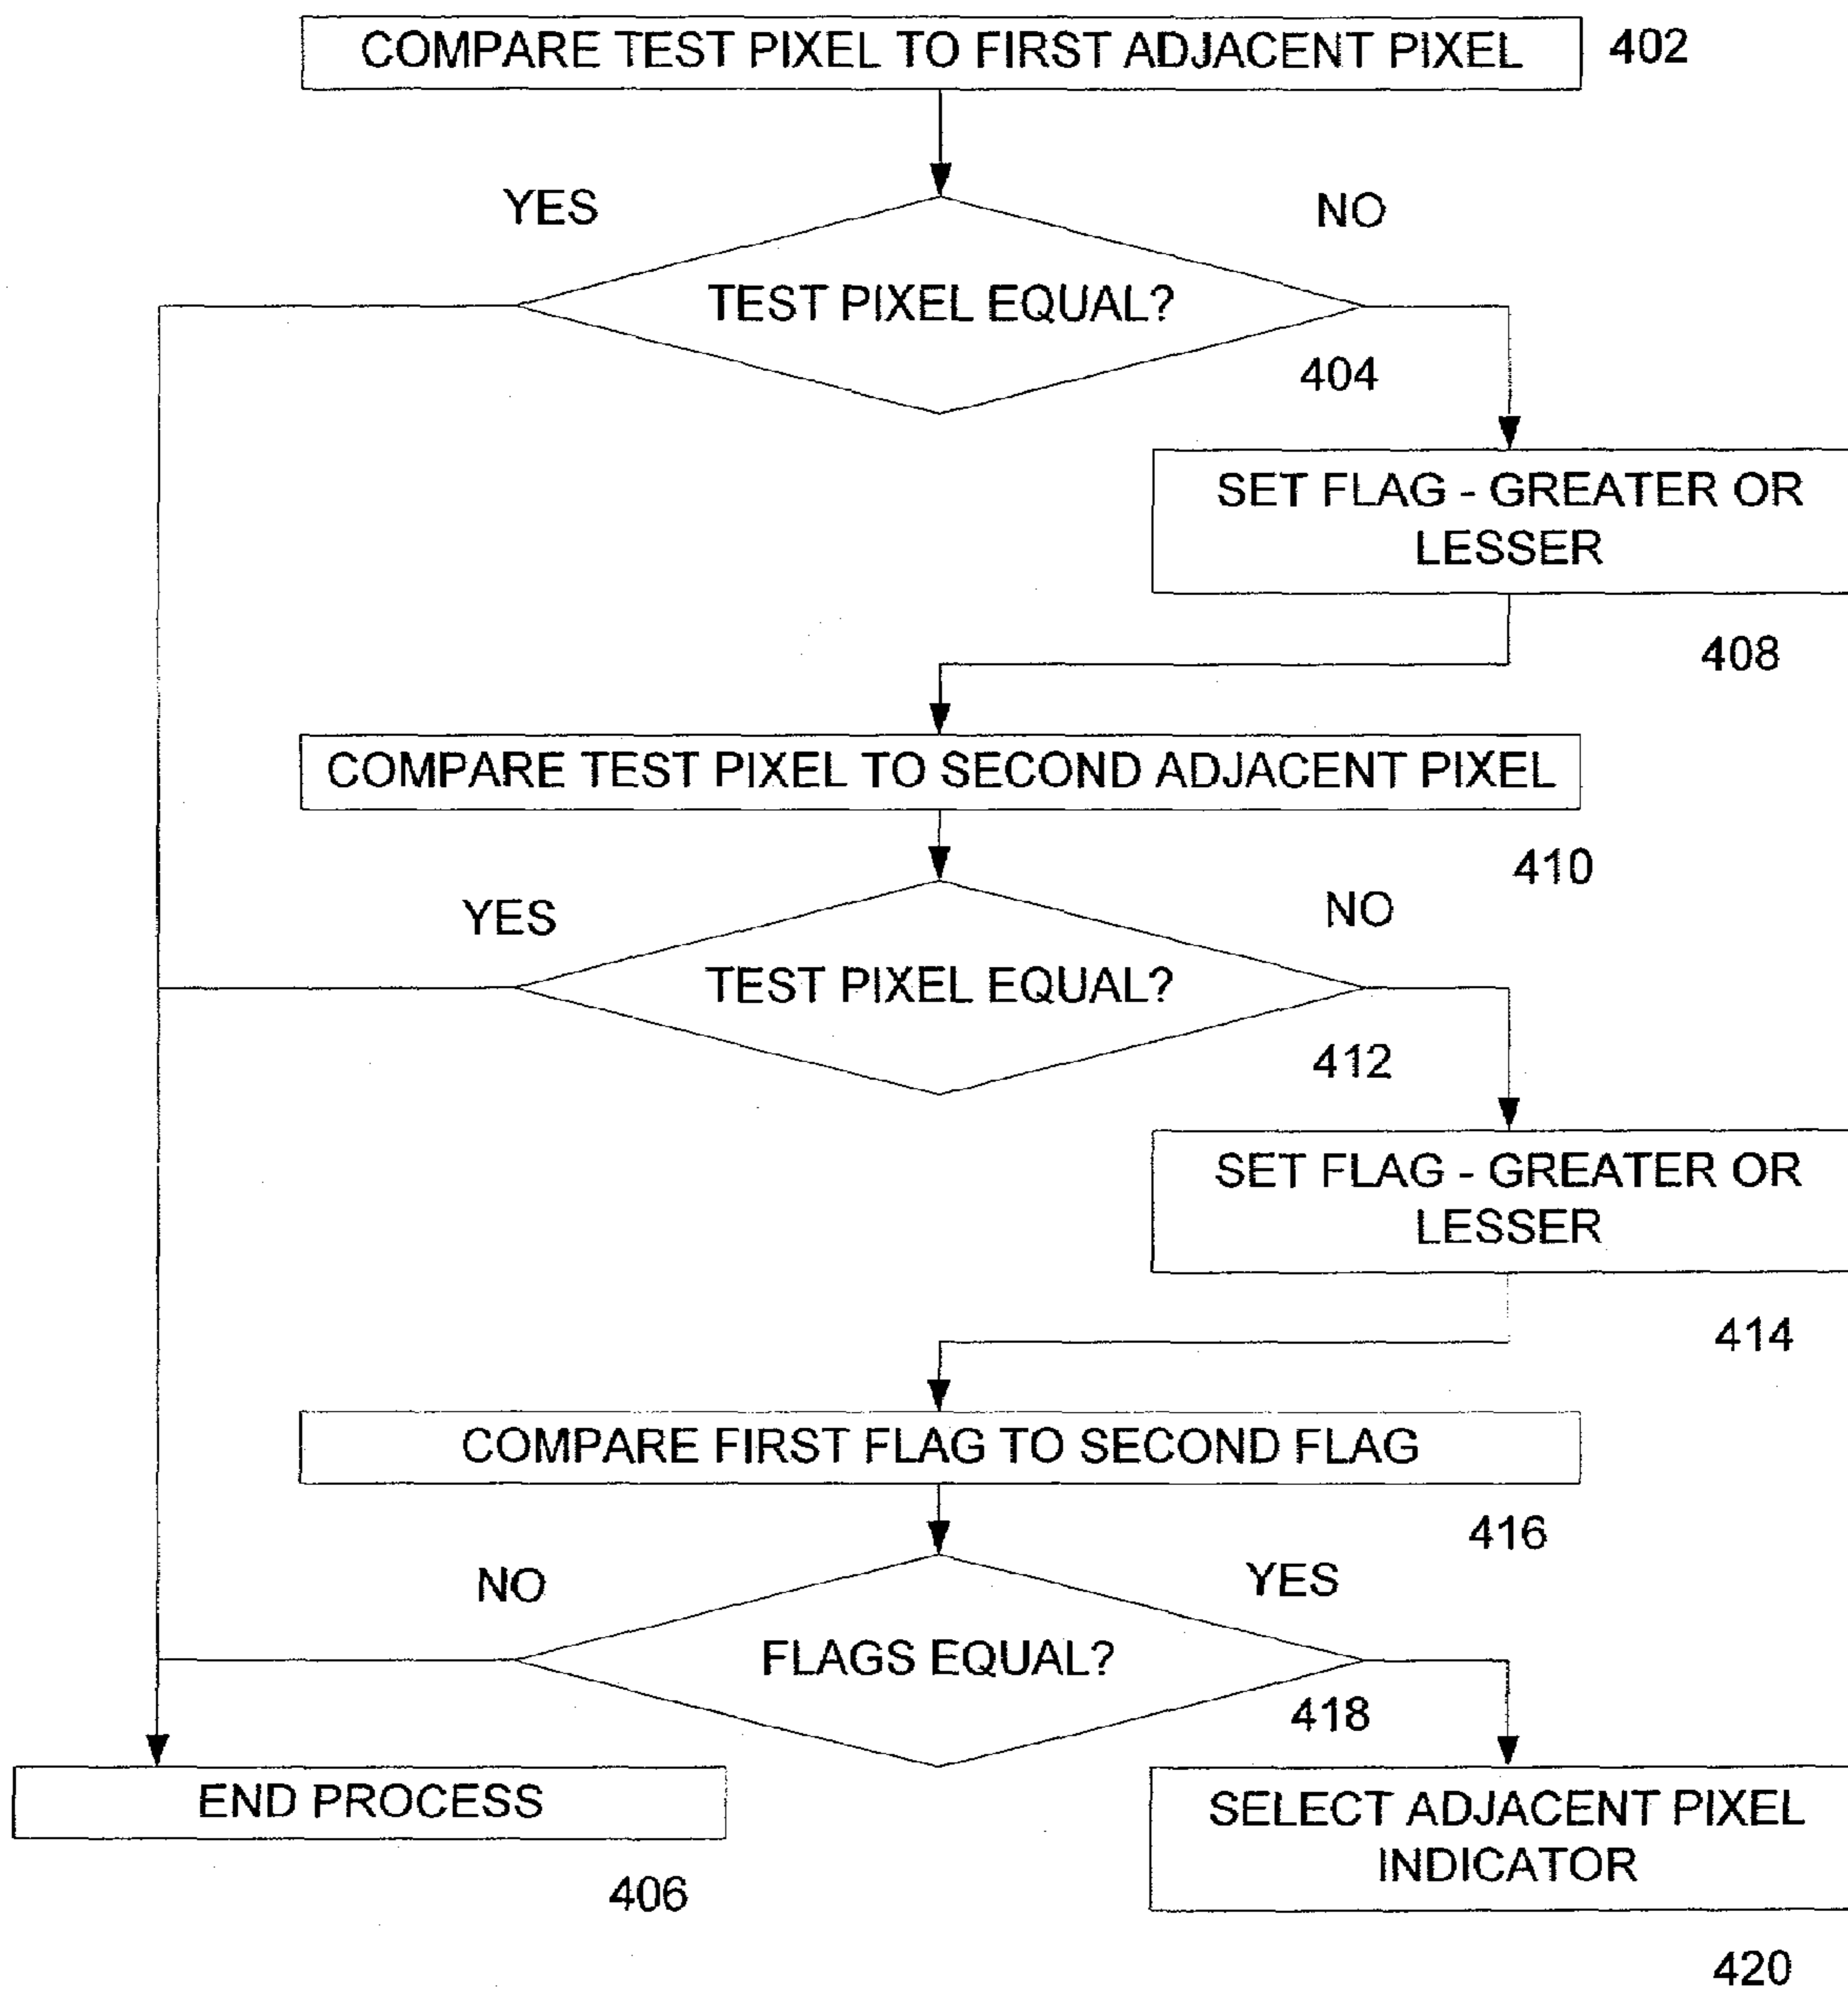 COMPARE TEST PIXEL TO FIRST ADJACENT PIXEL
402
YES
NO
TEST PIXEL EQUAL?
404
SET FLAG - GREATER OR
LESSER
408
COMPARE TEST PIXEL TO SECOND ADJACENT PIXEL
410
YES
NO
TEST PIXEL EQUAL?
412
SET FLAG - GREATER OR
LESSER
414
COMPARE FIRST FLAG TO SECOND FLAG
416
NO
YES
FLAGS EQUAL?
418
END PROCESS
406
SELECT ADJACENT PIXEL
INDICATOR
420